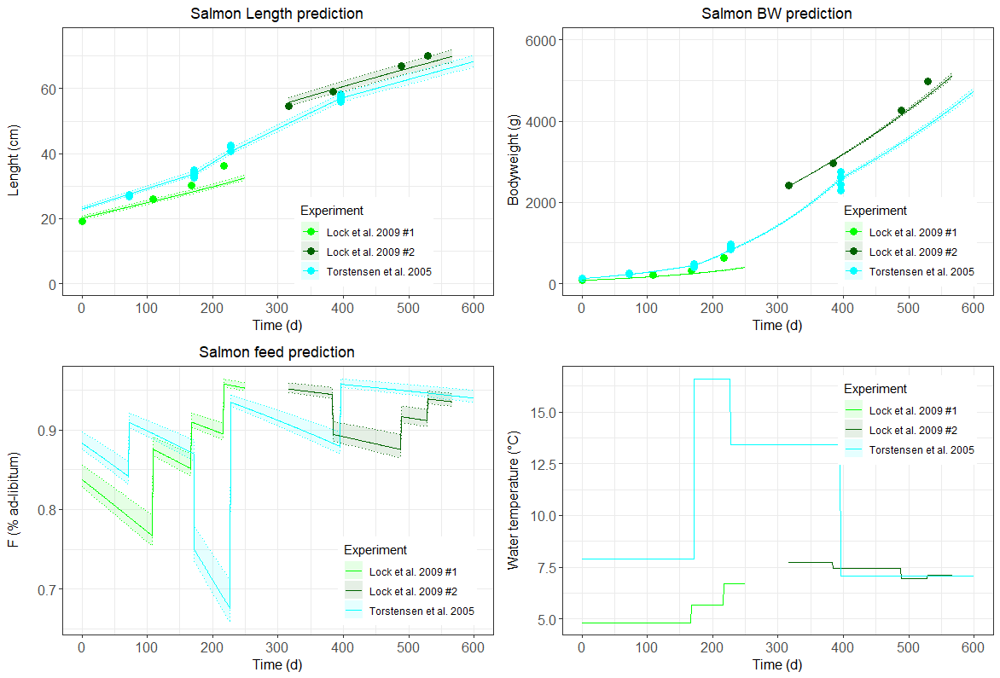 Salmon Length prediction
Lenght (cm)
60
40
20
0
Experiment
Lock et al. 2009 #1
Lock et al. 2009 #2
Torstensen et al. 2005
0 100 200 300 400 500 600
Time (d)
Salmon BW prediction
Bodyweight (g)
6000
4000
2000
0
Experiment
Lock et al. 2009 #1
Lock et al. 2009 #2
Torstensen et al. 2005
0 100 200 300 400 500 600
Time (d)
Salmon feed prediction
F (% ad-libitum)
0.9
0.8
0.7
Experiment
Lock et al. 2009 #1
Lock et al. 2009 #2
Torstensen et al. 2005
0 100 200 300 400 500 600
Time (d)
Water temperature (°C)
15.0
12.5
10.0
7.5
5.0
Experiment
Lock et al. 2009 #1
Lock et al. 2009 #2
Torstensen et al. 2005
0 100 200 300 400 500 600
Time (d)